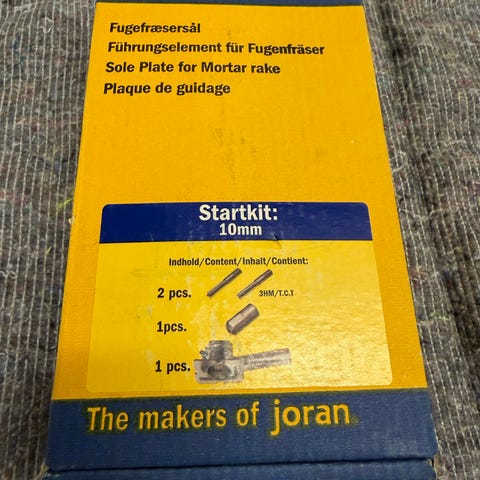 Fugefræsersål
Führungselement für Fugenfräser
Sole Plate for Mortar rake
Plaque de guidage
Startkit:
10mm
Indhold/Content/Inhalt/Contient:
2 pcs.
3HM/T.C.T
1pcs.
1 pcs.
The makers of joran